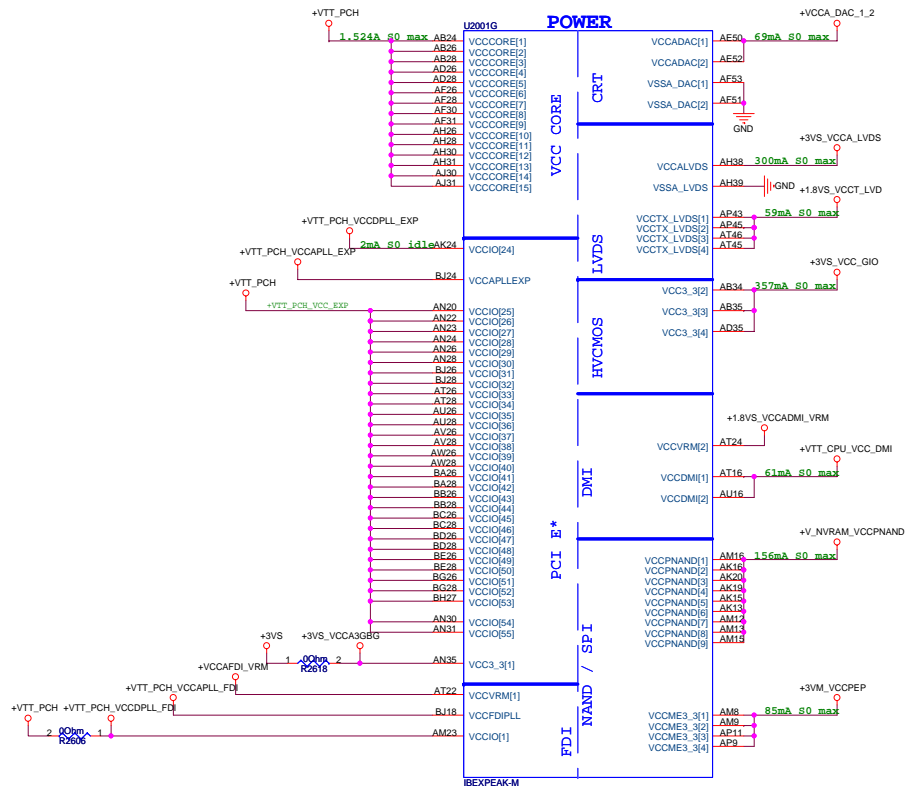 POWER
U2001G
+VTT_PCH
1.524A S0 max
AB24 VCCCORE[1]
AB26 VCCCORE[2]
AB28 VCCCORE[3]
AD26 VCCCORE[4]
AD28 VCCCORE[5]
AF26 VCCCORE[6]
AF28 VCCCORE[7]
AF30 VCCCORE[8]
AF31 VCCCORE[9]
AH26 VCCCORE[10]
AH28 VCCCORE[11]
AH30 VCCCORE[12]
AH31 VCCCORE[13]
AJ30 VCCCORE[14]
AJ31 VCCCORE[15]
VCC CORE
+VTT_PCH_VCCDPLL_EXP
2mA S0 idle
AK24 VCCIO[24]
+VTT_PCH_VCCAPLL_EXP
BJ24 VCCAPLLEXP
+VTT_PCH
+VTT_PCH_VCC_EXP
AN20 VCCIO[25]
AN22 VCCIO[26]
AN23 VCCIO[27]
AN24 VCCIO[28]
AN26 VCCIO[29]
AN28 VCCIO[30]
BJ26 VCCIO[31]
BJ28 VCCIO[32]
AT26 VCCIO[33]
AT28 VCCIO[34]
AU26 VCCIO[35]
AU28 VCCIO[36]
AV26 VCCIO[37]
AV28 VCCIO[38]
AW26 VCCIO[39]
AW28 VCCIO[40]
BA26 VCCIO[41]
BA28 VCCIO[42]
BB26 VCCIO[43]
BB28 VCCIO[44]
BC26 VCCIO[45]
BC28 VCCIO[46]
BD26 VCCIO[47]
BD28 VCCIO[48]
BE26 VCCIO[49]
BE28 VCCIO[50]
BG26 VCCIO[51]
BG28 VCCIO[52]
BH27 VCCIO[53]
AN30 VCCIO[54]
AN31 VCCIO[55]
PCI E*
+3VS
+3VS_VCCA3GBG
1 0Ohm 2
R2618
AN35 VCC3_3[1]
+VCCAFDI_VRM
AT22 VCCVRM[1]
+VTT_PCH_VCCAPLL_FDI
BJ18 VCCFDIPLL
+VTT_PCH
+VTT_PCH_VCCDPLL_FDI
2 0Ohm 1
R2606
AM23 VCCIO[1]
FDI
IBEXPEAK-M
CRT
+VCCA_DAC_1_2
VCCADAC[1] AE50 69mA S0 max
VCCADAC[2] AE52
VSSA_DAC[1] AF53
VSSA_DAC[2] AF51
GND
LVDS
+3VS_VCCA_LVDS
VCCALVDS AH38 300mA S0 max
VSSA_LVDS AH39
GND
+1.8VS_VCCT_LVD
VCCTX_LVDS[1] AP43 59mA S0 max
VCCTX_LVDS[2] AP45
VCCTX_LVDS[3] AT46
VCCTX_LVDS[4] AT45
HVCMOS
+3VS_VCC_GIO
VCC3_3[2] AB34 357mA S0 max
VCC3_3[3] AB35
VCC3_3[4] AD35
DMI
+1.8VS_VCCADMI_VRM
VCCVRM[2] AT24
+VTT_CPU_VCC_DMI
VCCDMI[1] AT16 61mA S0 max
VCCDMI[2] AU16
NAND / SPI
+V_NVRAM_VCCPNAND
VCCPNAND[1] AM16 156mA S0 max
VCCPNAND[2] AK16
VCCPNAND[3] AK20
VCCPNAND[4] AK19
VCCPNAND[5] AK15
VCCPNAND[6] AK13
VCCPNAND[7] AM12
VCCPNAND[8] AM13
VCCPNAND[9] AM15
+3VM_VCCPEP
VCCME3_3[1] AM8 85mA S0 max
VCCME3_3[2] AM9
VCCME3_3[3] AP11
VCCME3_3[4] AP9